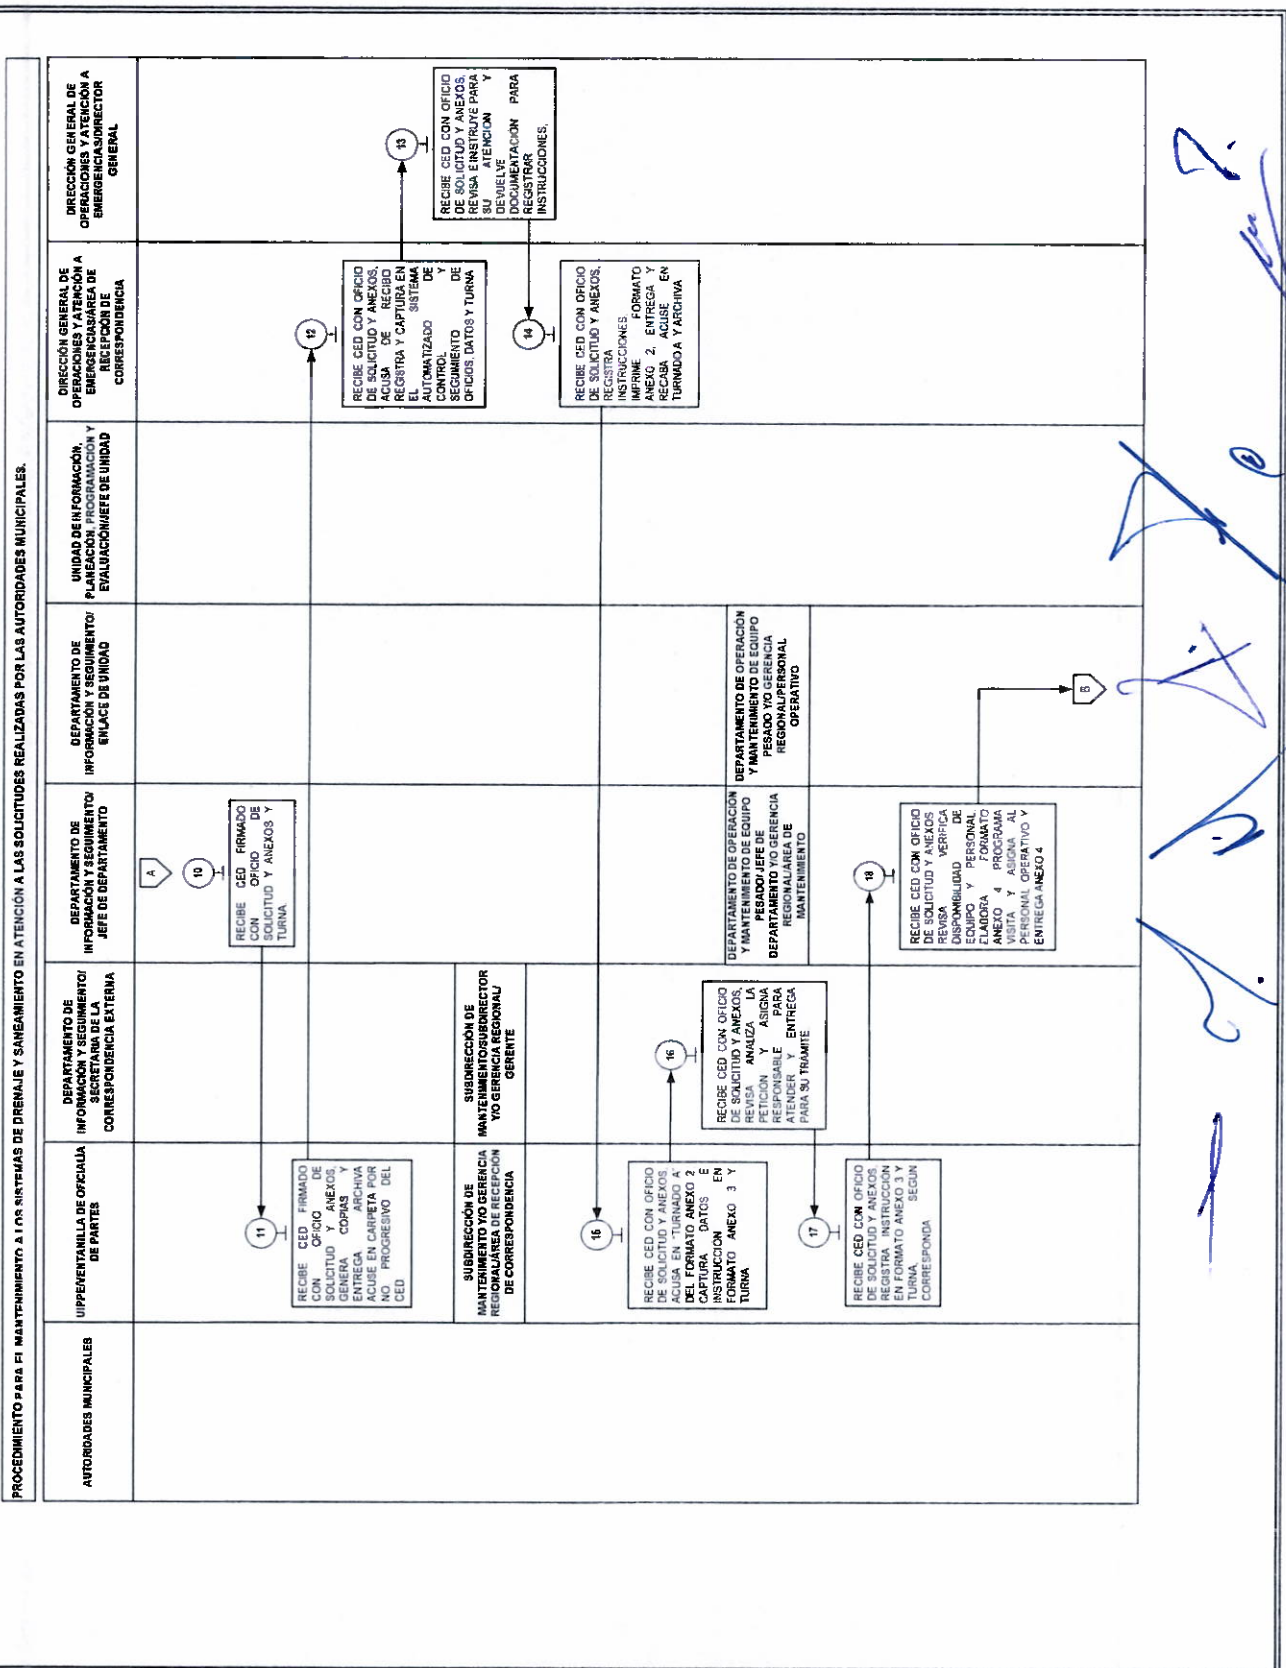 PROCEDIMIENTO PARA EL MANTENIMIENTO A LOS SISTEMAS DE DRENAJE Y SANEAMIENTO EN ATENCIÓN A LAS SOLICITUDES REALIZADAS POR LAS AUTORIDADES MUNICIPALES.
AUTORIDADES MUNICIPALES
UIPPE/VENTANILLA DE OFICIALÍA
DE PARTES
DEPARTAMENTO DE
INFORMACIÓN Y SEGUIMIENTO/
SECRETARIA DE LA
CORRESPONDENCIA EXTERNA
DEPARTAMENTO DE
INFORMACIÓN Y SEGUIMIENTO/
JEFE DE DEPARTAMENTO
DEPARTAMENTO DE
INFORMACIÓN Y SEGUIMIENTO/
ENLACE DE UNIDAD
UNIDAD DE INFORMACIÓN,
PLANEACIÓN, PROGRAMACIÓN Y
EVALUACIÓN/JEFE DE UNIDAD
DIRECCIÓN GENERAL DE
OPERACIONES Y ATENCIÓN A
EMERGENCIAS/ÁREA DE
RECEPCIÓN DE
CORRESPONDENCIA
DIRECCIÓN GENERAL DE
OPERACIONES Y ATENCIÓN A
EMERGENCIAS/DIRECTOR
GENERAL
A
10
RECIBE CED FIRMADO
CON OFICIO DE
SOLICITUD Y ANEXOS Y
TURNA.
11
RECIBE CED FIRMADO
CON OFICIO DE
SOLICITUD Y ANEXOS,
GENERA COPIAS Y
ENTREGA ARCHIVA
ACUSE EN CARPETA POR
NO PROGRESIVO DEL
CED
12
RECIBE CED CON OFICIO
DE SOLICITUD Y ANEXOS,
ACUSA DE RECIBO
REGISTRA Y CAPTURA EN
EL SISTEMA
AUTOMATIZADO DE
CONTROL Y
SEGUIMIENTO DE
OFICIOS, DATOS Y TURNA
13
RECIBE CED CON OFICIO
DE SOLICITUD Y ANEXOS,
REVISA E INSTRUYE PARA
SU ATENCION Y
DEVUELVE
DOCUMENTACIÓN PARA
REGISTRAR
INSTRUCCIONES.
14
RECIBE CED CON OFICIO
DE SOLICITUD Y ANEXOS,
REGISTRA
INSTRUCCIONES
IMPRIME FORMATO
ANEXO 2, ENTREGA Y
RECABA ACUSE EN
TURNADO A Y ARCHIVA
SUBDIRECCIÓN DE
MANTENIMIENTO Y/O GERENCIA
REGIONAL/ÁREA DE RECEPCIÓN
DE CORRESPONDENCIA
SUBDIRECCIÓN DE
MANTENIMIENTO/SUBDIRECTOR
Y/O GERENCIA REGIONAL/
GERENTE
15
RECIBE CED CON OFICIO
DE SOLICITUD Y ANEXOS,
ACUSA EN "TURNADO A"
DEL FORMATO ANEXO 2
CAPTURA DATOS E
INSTRUCCION EN
FORMATO ANEXO 3 Y
TURNA
16
RECIBE CED CON OFICIO
DE SOLICITUD Y ANEXOS,
REVISA ANALIZA LA
PETICIÓN Y ASIGNA
RESPONSABLE PARA
ATENDER Y ENTREGA
PARA SU TRÁMITE
17
RECIBE CED CON OFICIO
DE SOLICITUD Y ANEXOS,
REGISTRA INSTRUCCIÓN
EN FORMATO ANEXO 3 Y
TURNA, SEGUN
CORRESPONDA
DEPARTAMENTO DE OPERACIÓN
Y MANTENIMIENTO DE EQUIPO
PESADO/ JEFE DE
DEPARTAMENTO Y/O GERENCIA
REGIONAL/ÁREA DE
MANTENIMIENTO
DEPARTAMENTO DE OPERACIÓN
Y MANTENIMIENTO DE EQUIPO
PESADO Y/O GERENCIA
REGIONAL/PERSONAL
OPERATIVO
18
RECIBE CED CON OFICIO
DE SOLICITUD Y ANEXOS
REVISA VERIFICA
DISPONIBILIDAD DE
EQUIPO Y PERSONAL,
ELABORA FORMATO
ANEXO 4 PROGRAMA
VISITA Y ASIGNA AL
PERSONAL OPERATIVO Y
ENTREGA ANEXO 4
B